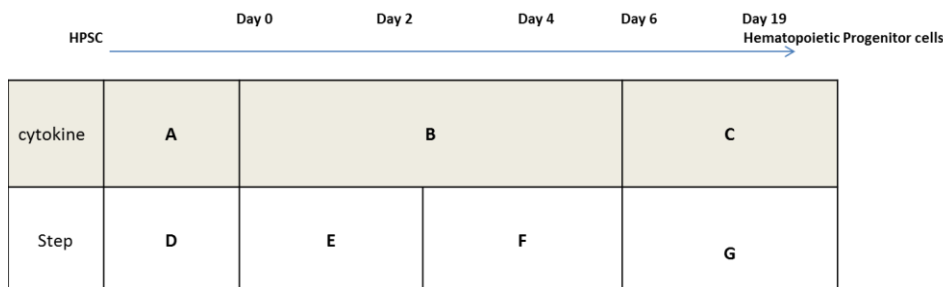 Day 0 Day 2 Day 4 Day 6 Day 19
HPSC Hematopoietic Progenitor cells
cytokine A B C
Step D E F G